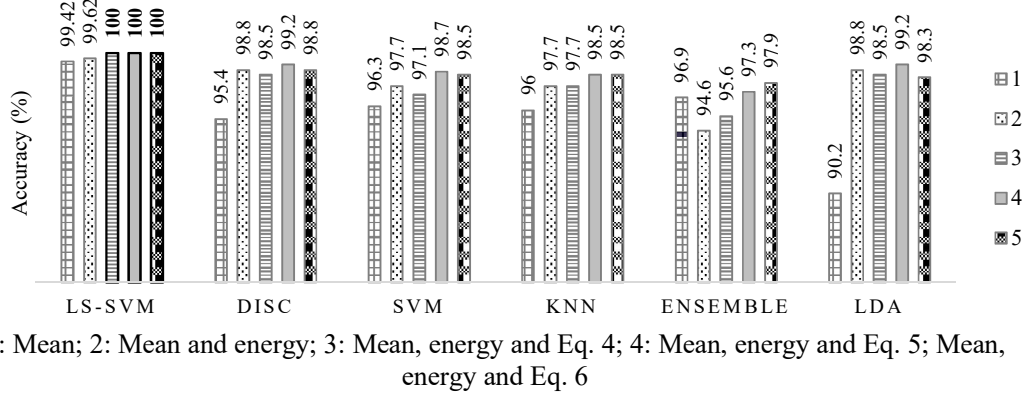 99.42 99.62 100 100 100
95.4 98.8 98.5 99.2 98.8
96.3 97.7 97.1 98.7 98.5
96 97.7 97.7 98.5 98.5
96.9 94.6 95.6 97.3 97.9
90.2 98.8 98.5 99.2 98.3
Accuracy (%)
1
2
3
4
5
LS-SVM DISC SVM KNN ENSEMBLE LDA
: Mean; 2: Mean and energy; 3: Mean, energy and Eq. 4; 4: Mean, energy and Eq. 5; Mean,
energy and Eq. 6